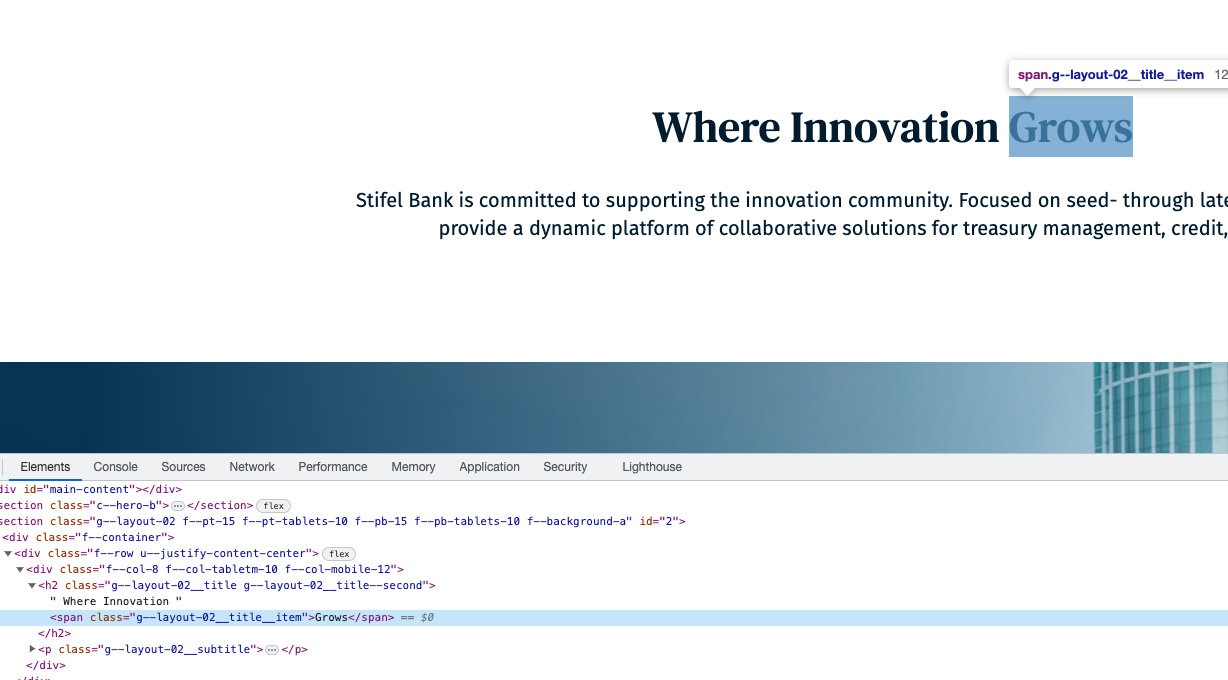 span.g--layout-02__title__item 12
Where Innovation Grows
Stifel Bank is committed to supporting the innovation community. Focused on seed- through late
provide a dynamic platform of collaborative solutions for treasury management, credit,
Elements Console Sources Network Performance Memory Application Security Lighthouse
div id="main-content"></div>
section class="c--hero-b">…</section> flex
section class="g--layout-02 f--pt-15 f--pt-tablets-10 f--pb-15 f--pb-tablets-10 f--background-a" id="2">
<div class="f--container">
<div class="f--row u--justify-content-center"> flex
<div class="f--col-8 f--col-tabletm-10 f--col-mobile-12">
<h2 class="g--layout-02__title g--layout-02__title--second">
" Where Innovation "
<span class="g--layout-02__title__item">Grows</span> == $0
</h2>
<p class="g--layout-02__subtitle">…</p>
</div>
</div>